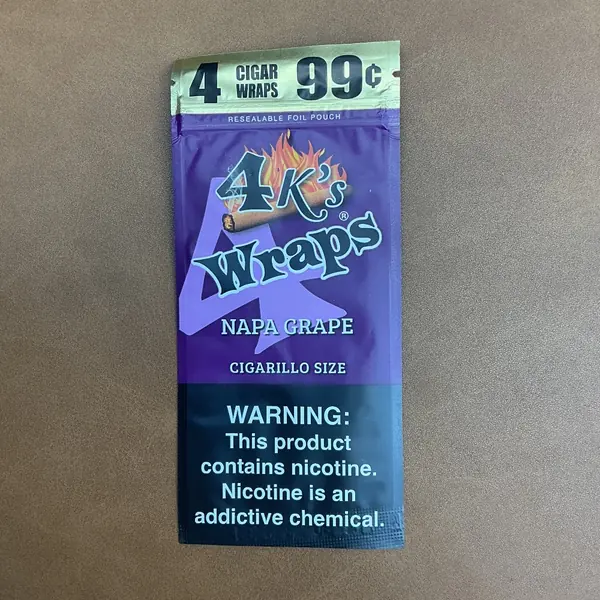 4 CIGAR WRAPS 99¢
RESEALABLE FOIL POUCH
4K's
Wraps®
NAPA GRAPE
CIGARILLO SIZE
WARNING:
This product
contains nicotine.
Nicotine is an
addictive chemical.